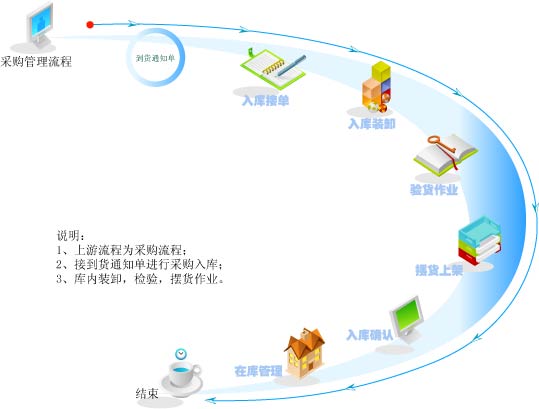 采购管理流程
到货通知单
入库接单
入库装卸
验货作业
摆货上架
入库确认
在库管理
结束
说明：
1、上游流程为采购流程；
2、接到货通知单进行采购入库；
3、库内装卸，检验，摆货作业。